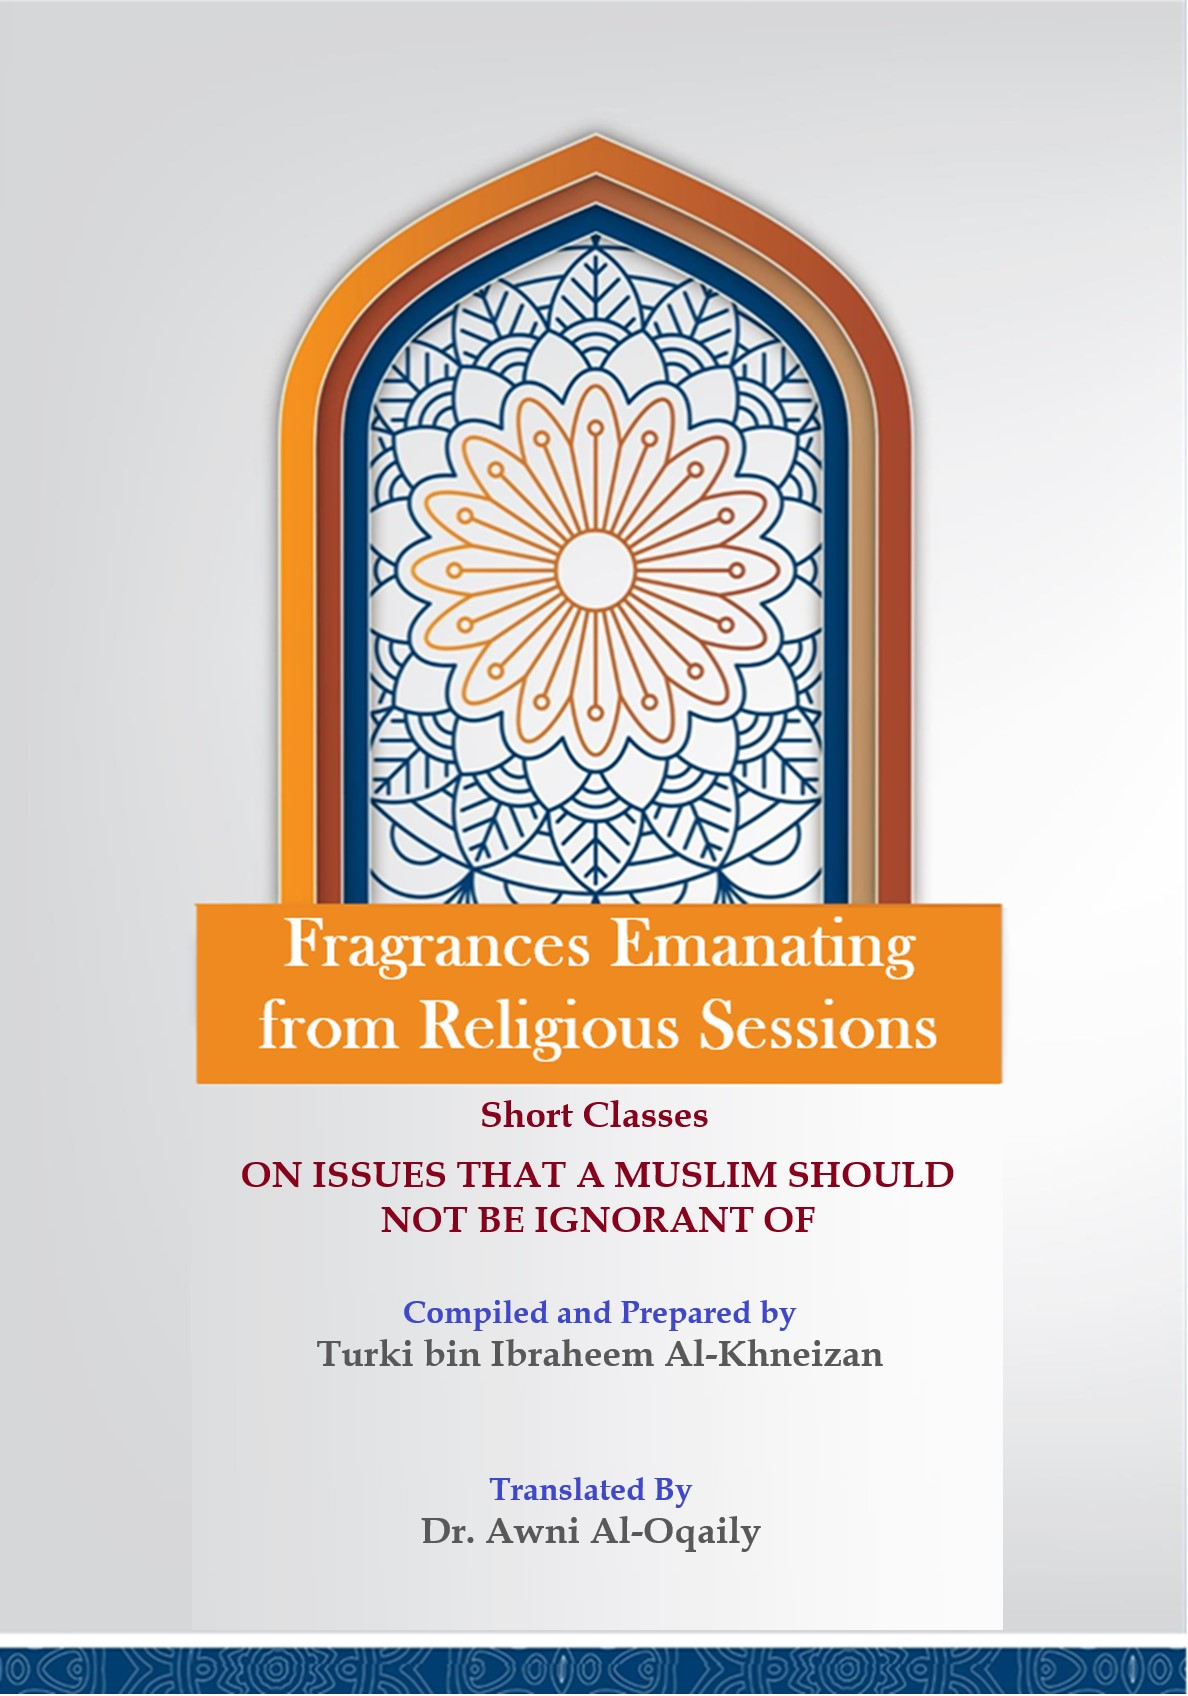 Fragrances Emanating
from Religious Sessions
Short Classes
ON ISSUES THAT A MUSLIM SHOULD
NOT BE IGNORANT OF
Compiled and Prepared by
Turki bin Ibraheem Al-Khneizan
Translated By
Dr. Awni Al-Oqaily